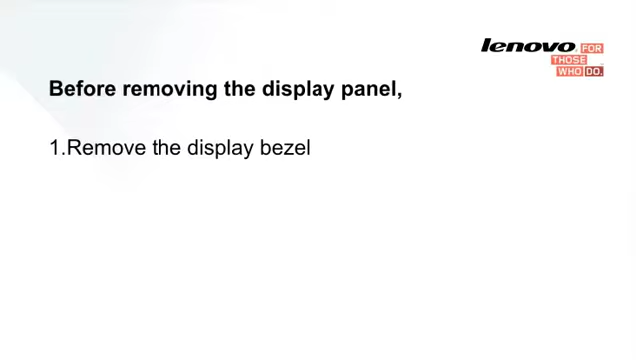 lenovo FOR
THOSE
WHO DO.
Before removing the display panel,
1.Remove the display bezel